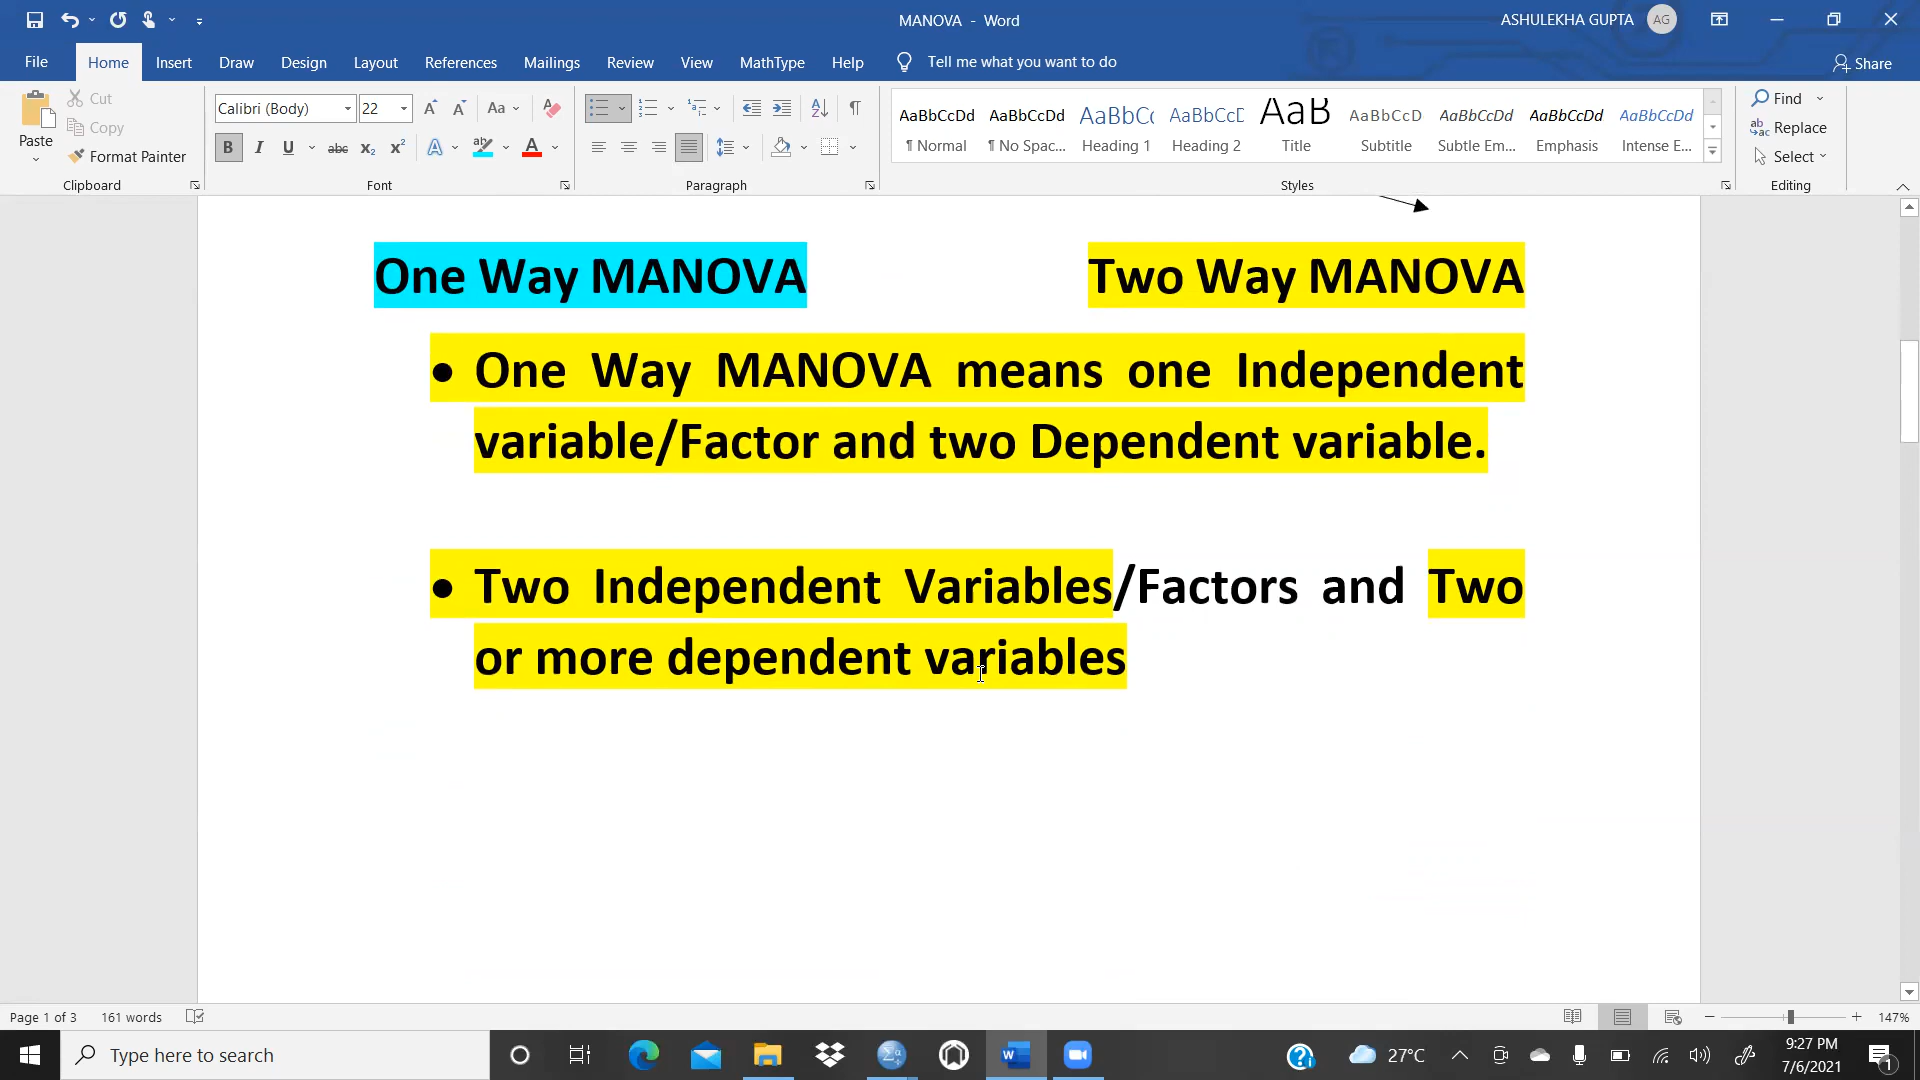 MANOVA - Word
ASHULEKHA GUPTA AG
File Home Insert Draw Design Layout References Mailings Review View MathType Help Tell me what you want to do Share
Paste
Cut
Copy
Format Painter
Clipboard
Calibri (Body) 22
Font
Paragraph
AaBbCcDd AaBbCcDd AaBbCc AaBbCcD AaB AaBbCcD AaBbCcDd AaBbCcDd AaBbCcDd
¶ Normal ¶ No Spac... Heading 1 Heading 2 Title Subtitle Subtle Em... Emphasis Intense E...
Styles
Find
Replace
Select
Editing
One Way MANOVA Two Way MANOVA
• One Way MANOVA means one Independent
variable/Factor and two Dependent variable.
• Two Independent Variables/Factors and Two
or more dependent variables
Page 1 of 3 161 words 147%
Type here to search
27°C
9:27 PM
7/6/2021
1